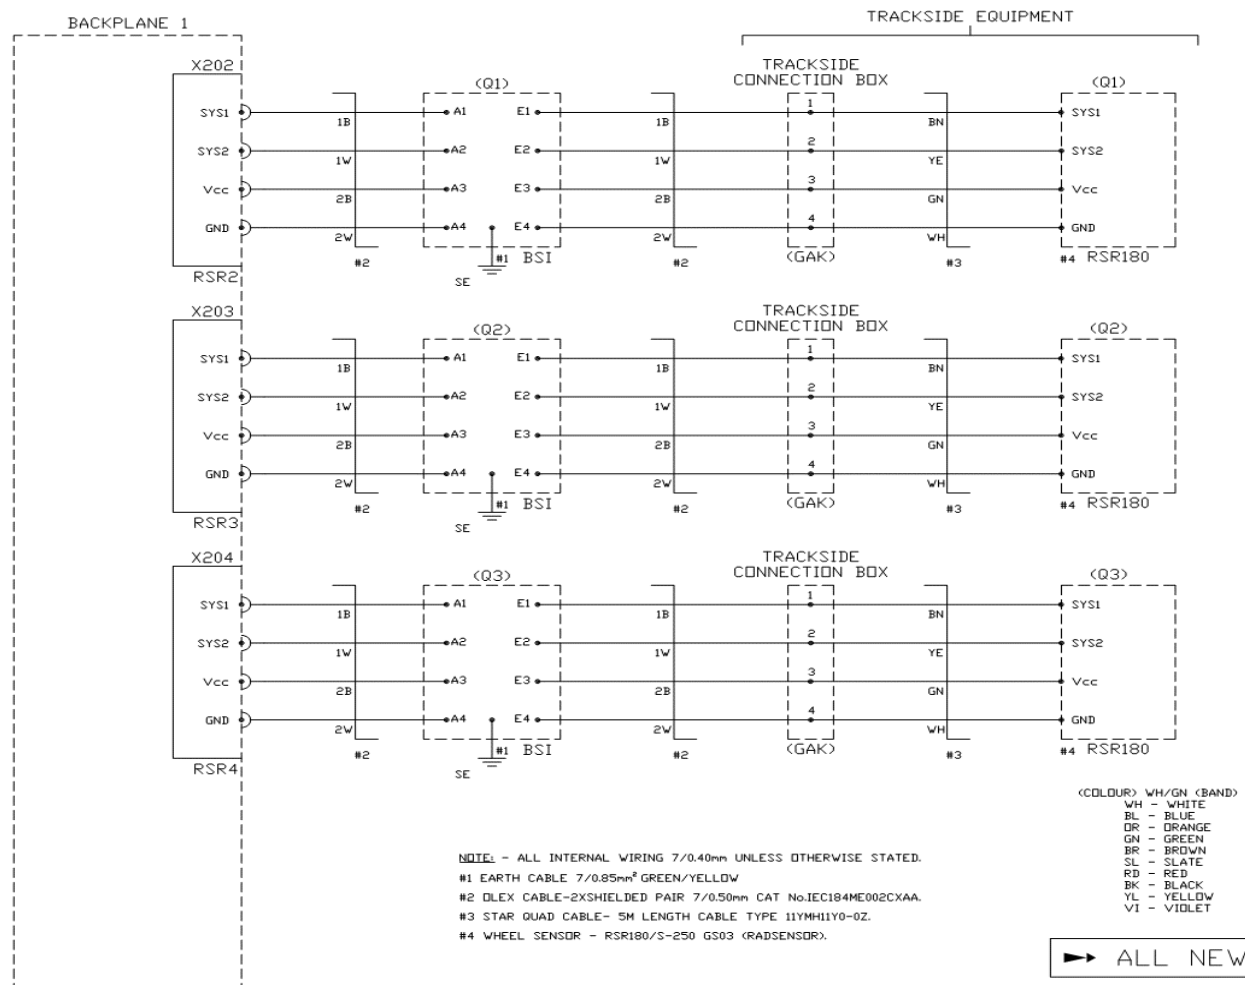 BACKPLANE 1
TRACKSIDE EQUIPMENT
X202
(Q1)
TRACKSIDE
CONNECTION BOX
(Q1)
SYS1 A1 E1 1 SYS1
1B 1B BN
SYS2 A2 E2 2 SYS2
1W 1W YE
Vcc A3 E3 3 Vcc
2B 2B GN
GND A4 E4 4 GND
2W 2W WH
RSR2 #2 SE #1 BSI #2 (GAK) #3 #4 RSR180
X203
(Q2)
TRACKSIDE
CONNECTION BOX
(Q2)
SYS1 A1 E1 1 SYS1
1B 1B BN
SYS2 A2 E2 2 SYS2
1W 1W YE
Vcc A3 E3 3 Vcc
2B 2B GN
GND A4 E4 4 GND
2W 2W WH
RSR3 #2 SE #1 BSI #2 (GAK) #3 #4 RSR180
X204
(Q3)
TRACKSIDE
CONNECTION BOX
(Q3)
SYS1 A1 E1 1 SYS1
1B 1B BN
SYS2 A2 E2 2 SYS2
1W 1W YE
Vcc A3 E3 3 Vcc
2B 2B GN
GND A4 E4 4 GND
2W 2W WH
RSR4 #2 SE #1 BSI #2 (GAK) #3 #4 RSR180
(COLOUR) WH/GN (BAND)
WH - WHITE
BL - BLUE
OR - ORANGE
GN - GREEN
BR - BROWN
SL - SLATE
RD - RED
BK - BLACK
YL - YELLOW
VI - VIOLET
NOTE: - ALL INTERNAL WIRING 7/0.40mm UNLESS OTHERWISE STATED.
#1 EARTH CABLE 7/0.85mm² GREEN/YELLOW
#2 OLEX CABLE-2XSHIELDED PAIR 7/0.50mm CAT No.IEC184ME002CXAA.
#3 STAR QUAD CABLE- 5M LENGTH CABLE TYPE 11YMH11Y0-0Z.
#4 WHEEL SENSOR - RSR180/S-250 GS03 (RADSENSOR).
ALL NEW